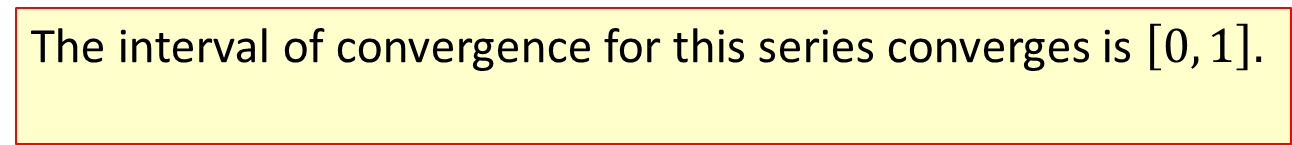 The interval of convergence for this series converges is [0, 1].